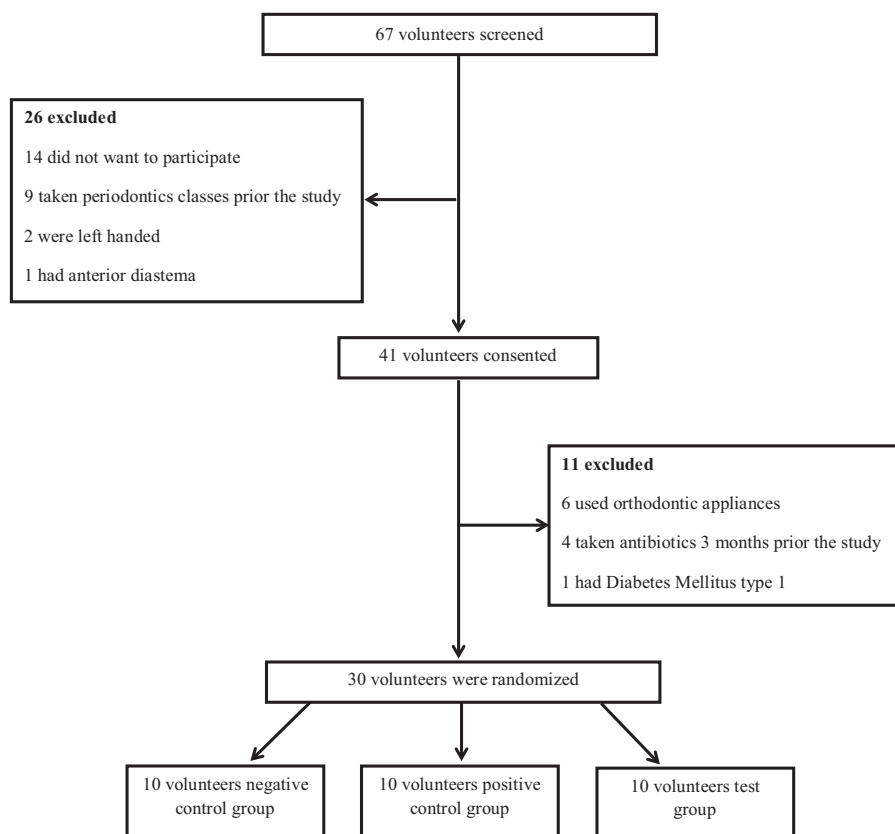 67 volunteers screened
26 excluded
14 did not want to participate
9 taken periodontics classes prior the study
2 were left handed
1 had anterior diastema
41 volunteers consented
11 excluded
6 used orthodontic appliances
4 taken antibiotics 3 months prior the study
1 had Diabetes Mellitus type 1
30 volunteers were randomized
10 volunteers negative
control group
10 volunteers positive
control group
10 volunteers test
group